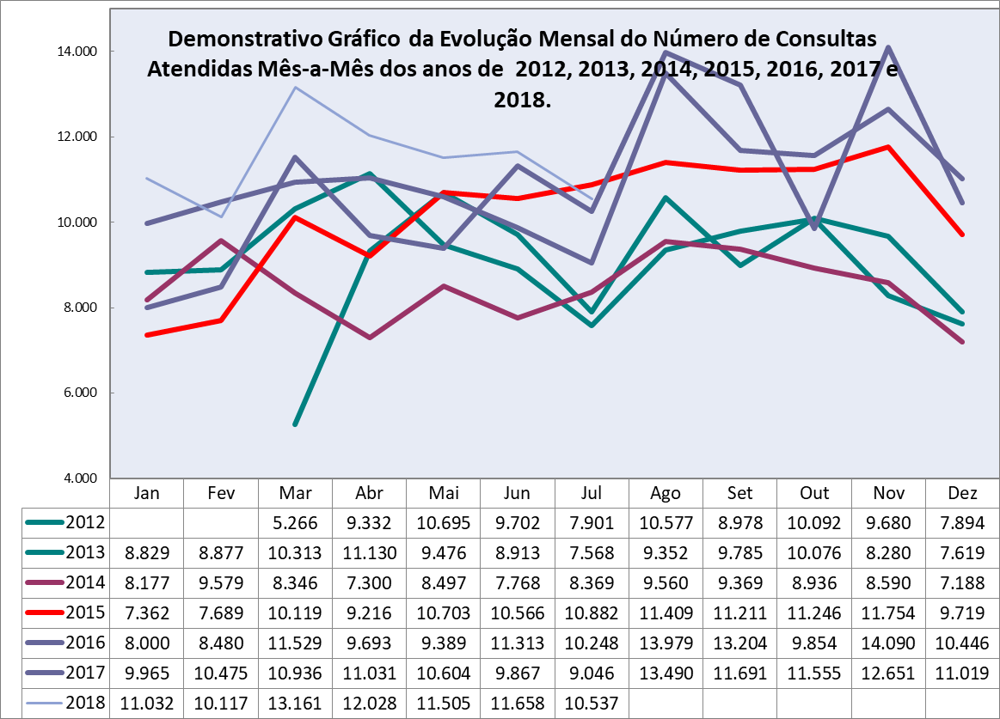 Demonstrativo Gráfico da Evolução Mensal do Número de Consultas
Atendidas Mês-a-Mês dos anos de 2012, 2013, 2014, 2015, 2016, 2017 e
2018.
14.000
12.000
10.000
8.000
6.000
4.000
Jan Fev Mar Abr Mai Jun Jul Ago Set Out Nov Dez
2012 5.266 9.332 10.695 9.702 7.901 10.577 8.978 10.092 9.680 7.894
2013 8.829 8.877 10.313 11.130 9.476 8.913 7.568 9.352 9.785 10.076 8.280 7.619
2014 8.177 9.579 8.346 7.300 8.497 7.768 8.369 9.560 9.369 8.936 8.590 7.188
2015 7.362 7.689 10.119 9.216 10.703 10.566 10.882 11.409 11.211 11.246 11.754 9.719
2016 8.000 8.480 11.529 9.693 9.389 11.313 10.248 13.979 13.204 9.854 14.090 10.446
2017 9.965 10.475 10.936 11.031 10.604 9.867 9.046 13.490 11.691 11.555 12.651 11.019
2018 11.032 10.117 13.161 12.028 11.505 11.658 10.537